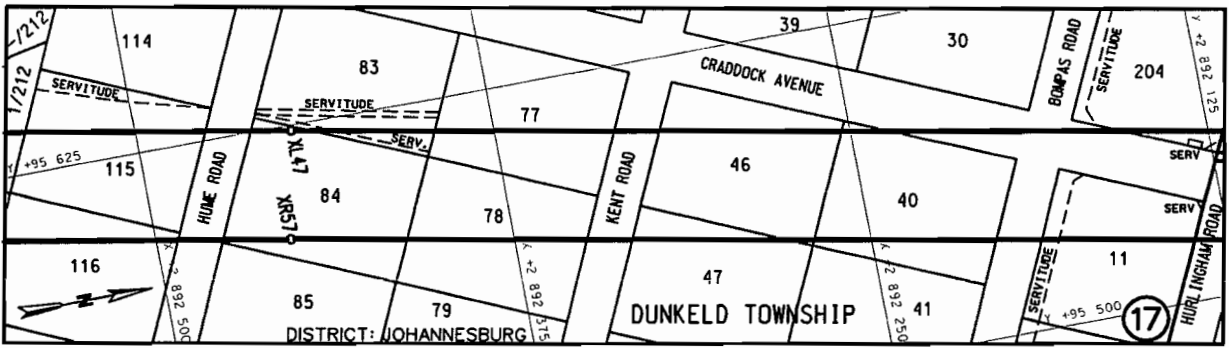 -/212
1/212
114
SERVITUDE
83
SERVITUDE
SERV.
77
39
30
CRADDOCK AVENUE
BOMPAS ROAD
SERVITUDE
204
Y +2 892 125
Y +95 625
115
HUME ROAD
XL47
XR57
84
78
KENT ROAD
46
40
SERV
SERV
HURLINGHAM ROAD
116
N
X +2 892 500
85
79
X +2 892 375
DISTRICT: JOHANNESBURG
47
DUNKELD TOWNSHIP
X +2 892 250
41
SERVITUDE
11
Y +95 500
17